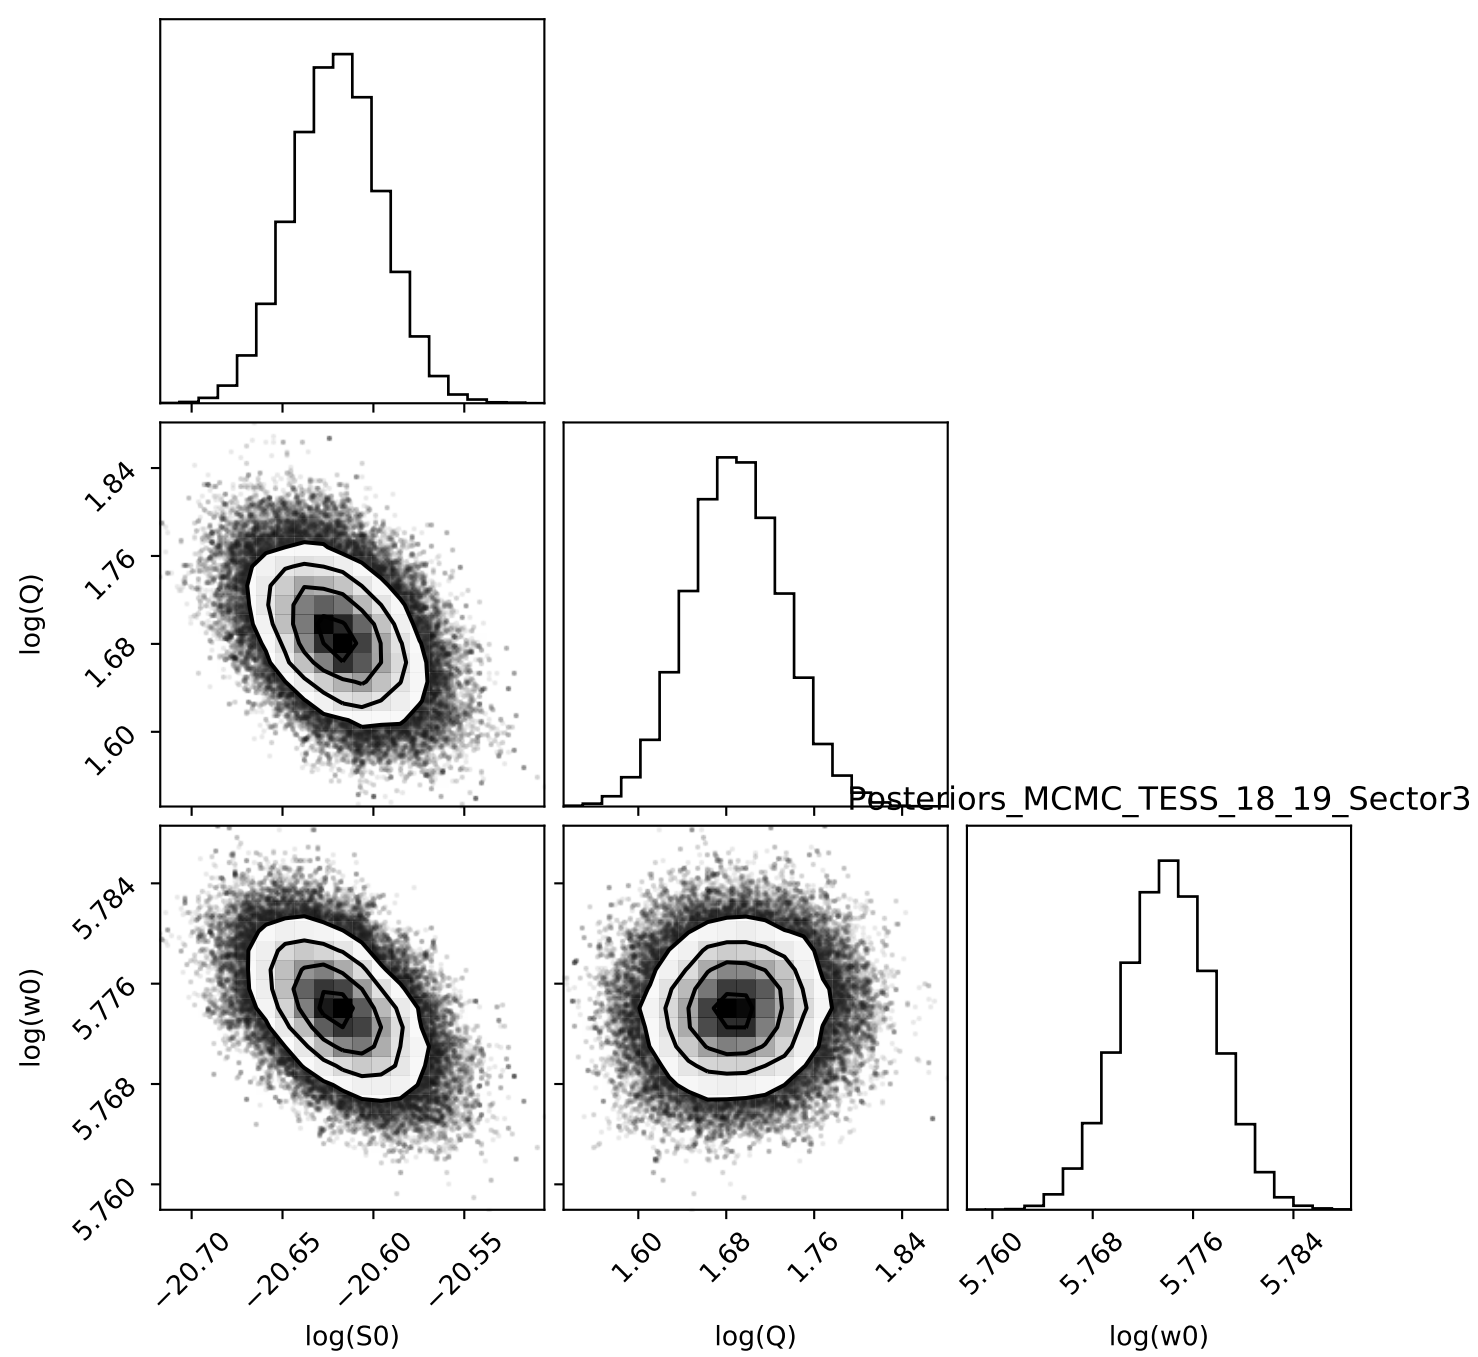 1.84
1.76
1.68
1.60
log(Q)
Posteriors_MCMC_TESS_18_19_Sector3
5.784
5.776
5.768
5.760
log(w0)
−20.70 −20.65 −20.60 −20.55
1.60 1.68 1.76 1.84
5.760 5.768 5.776 5.784
log(S0) log(Q) log(w0)